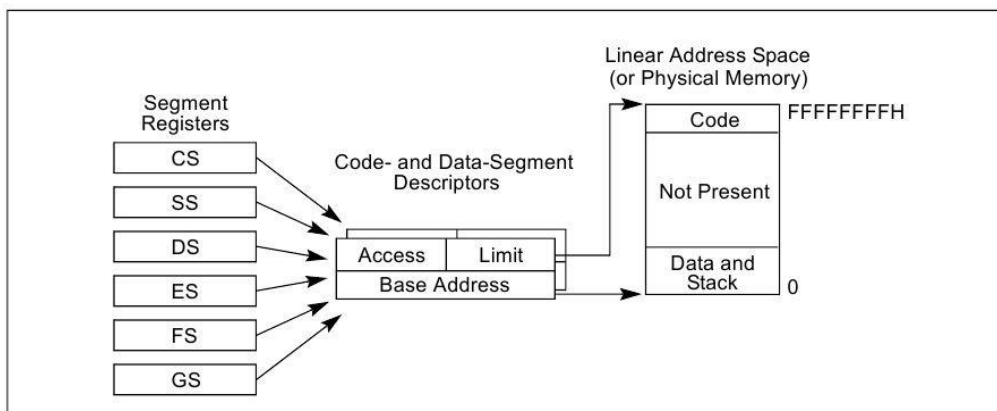 Segment
Registers
CS
SS
DS
ES
FS
GS
Code- and Data-Segment
Descriptors
Access
Limit
Base Address
Linear Address Space
(or Physical Memory)
Code
FFFFFFFFH
Not Present
Data and
Stack
0